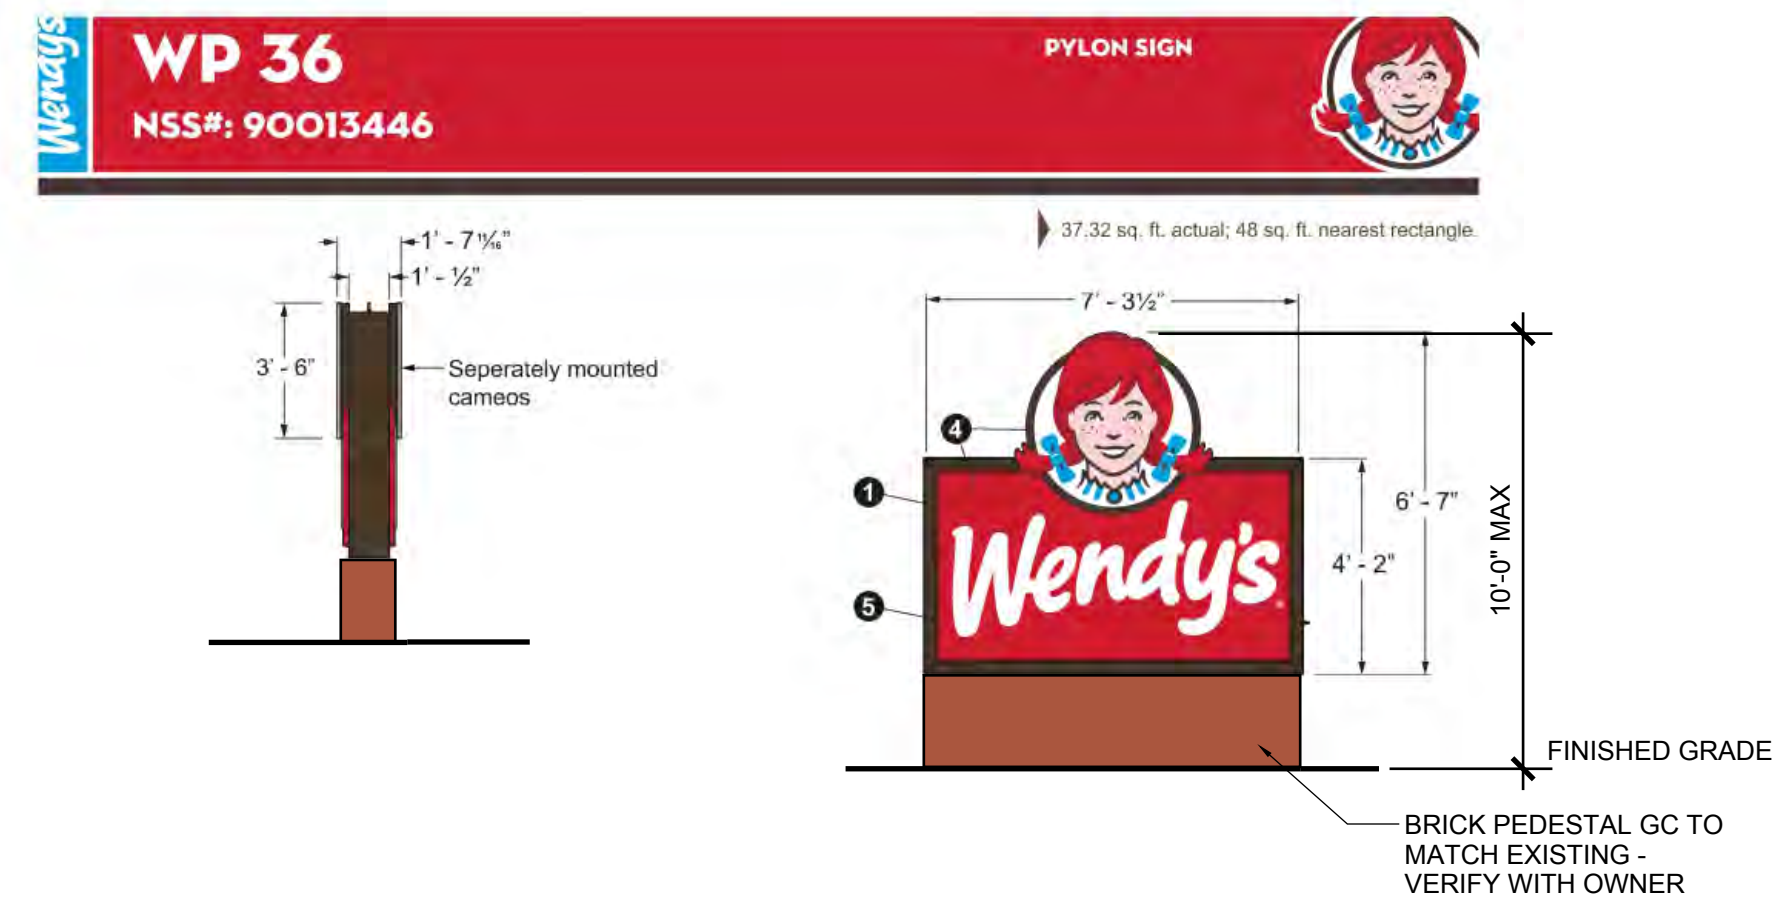 Wendy's
WP 36
NSS#: 90013446
PYLON SIGN
37.32 sq. ft. actual; 48 sq. ft. nearest rectangle.
1' - 7 11/16"
1' - ½"
3' - 6"
Seperately mounted
cameos
7' - 3½"
4
1
5
Wendy's
4' - 2"
6' - 7"
10'-0" MAX
FINISHED GRADE
BRICK PEDESTAL GC TO
MATCH EXISTING -
VERIFY WITH OWNER